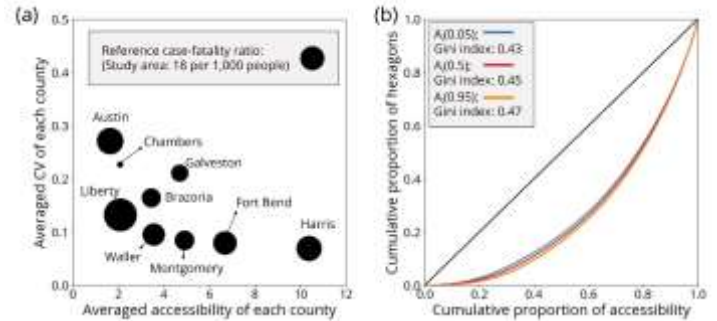 (a)
0.5
0.4
0.3
0.2
0.1
0.0
Averaged CV of each county
Reference case-fatality ratio:
(Study area: 18 per 1,000 people)
Austin
Chambers
Galveston
Liberty
Brazoria
Fort Bend
Harris
Waller
Montgomery
0 2 4 6 8 10 12
Averaged accessibility of each county
(b)
1.0
0.8
0.6
0.4
0.2
0.0
Cumulative proportion of hexagons
Aᵢ(0.05);
Gini index: 0.43
Aᵢ(0.5);
Gini index: 0.45
Aᵢ(0.95);
Gini index: 0.47
0.0 0.2 0.4 0.6 0.8 1.0
Cumulative proportion of accessibility